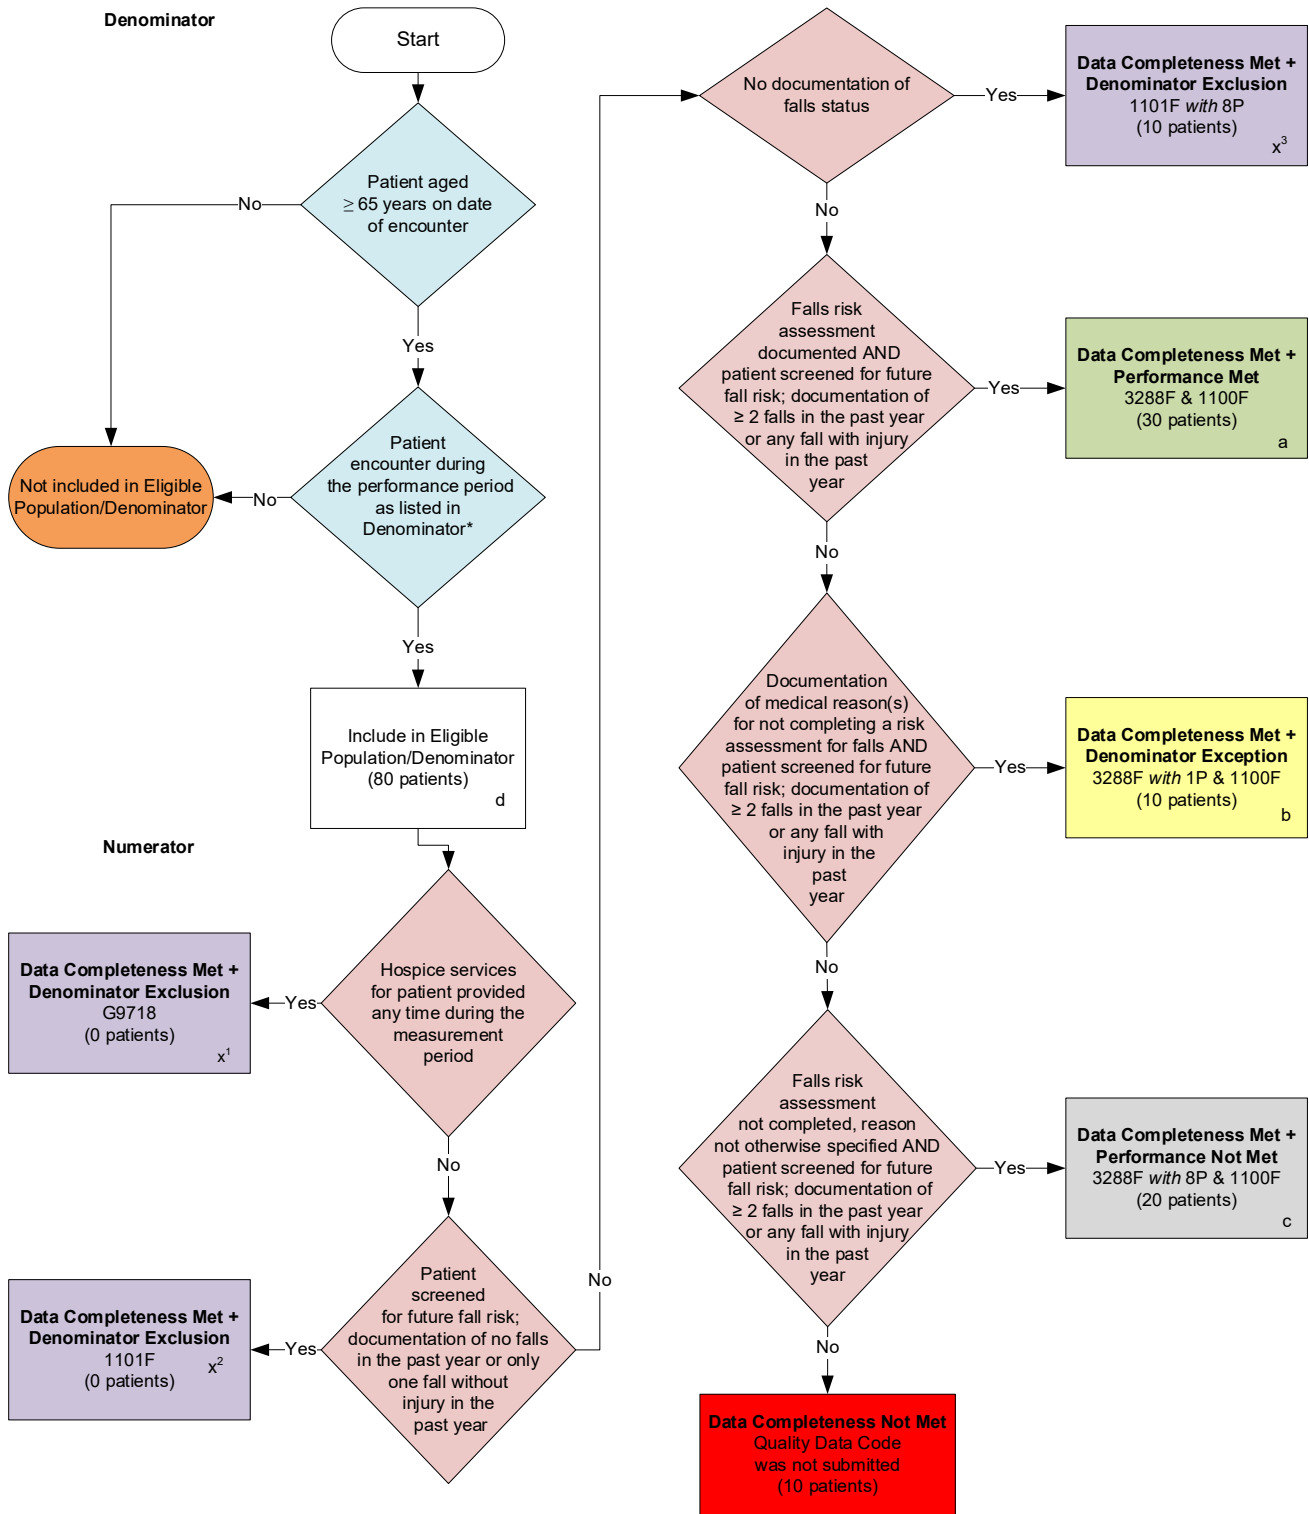 Denominator
Start
Patient aged
≥ 65 years on date
of encounter
No
Yes
Patient
encounter during
the performance period
as listed in
Denominator*
No
Not included in Eligible
Population/Denominator
Yes
Include in Eligible
Population/Denominator
(80 patients)
d
Numerator
Hospice services
for patient provided
any time during the
measurement
period
Yes
Data Completeness Met +
Denominator Exclusion
G9718
(0 patients)
x¹
No
Patient
screened
for future fall risk;
documentation of no falls
in the past year or only
one fall without
injury in the
past year
Yes
Data Completeness Met +
Denominator Exclusion
1101F
(0 patients)
x²
No
No documentation of
falls status
Yes
Data Completeness Met +
Denominator Exclusion
1101F with 8P
(10 patients)
x³
No
Falls risk
assessment
documented AND
patient screened for future
fall risk; documentation of
≥ 2 falls in the past year
or any fall with injury
in the past
year
Yes
Data Completeness Met +
Performance Met
3288F & 1100F
(30 patients)
a
No
Documentation
of medical reason(s)
for not completing a risk
assessment for falls AND
patient screened for future
fall risk; documentation of
≥ 2 falls in the past year
or any fall with
injury in the
past
year
Yes
Data Completeness Met +
Denominator Exception
3288F with 1P & 1100F
(10 patients)
b
No
Falls risk
assessment
not completed, reason
not otherwise specified AND
patient screened for future
fall risk; documentation of
≥ 2 falls in the past year
or any fall with injury
in the past
year
Yes
Data Completeness Met +
Performance Not Met
3288F with 8P & 1100F
(20 patients)
c
No
Data Completeness Not Met
Quality Data Code
was not submitted
(10 patients)